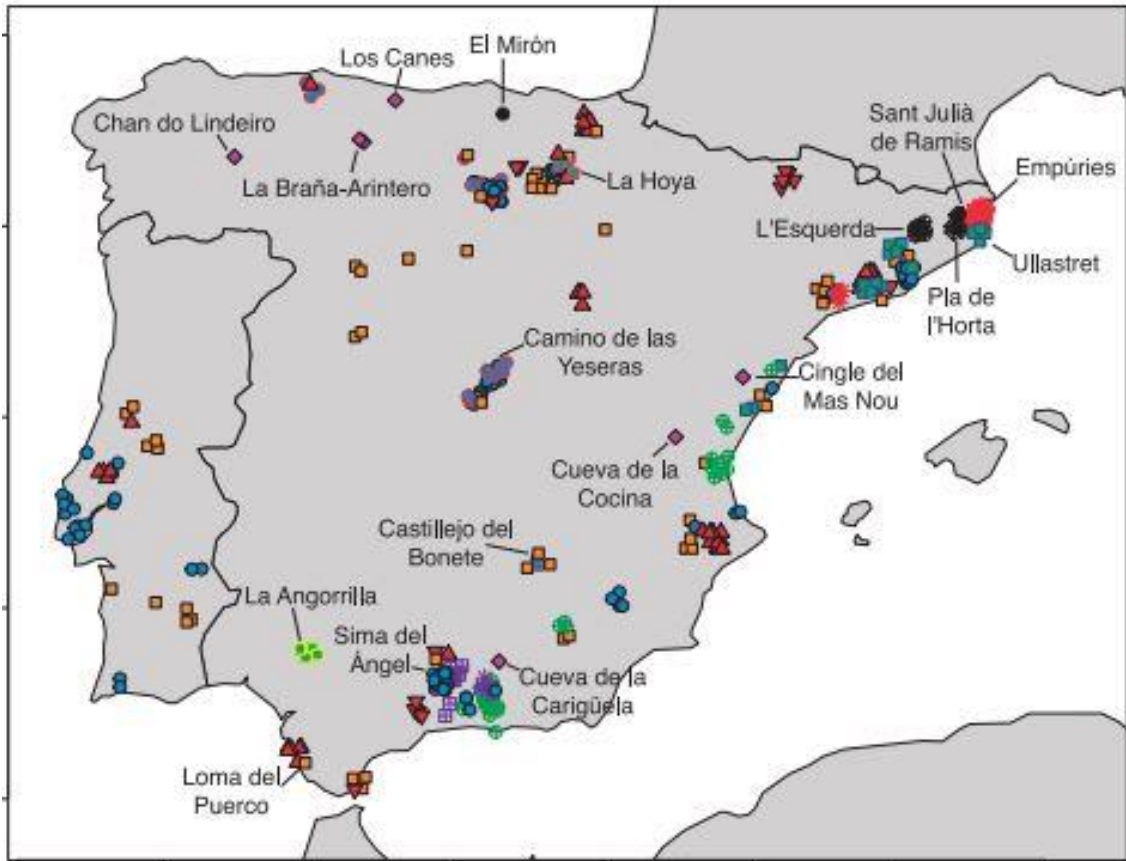 El Mirón
Los Canes
Sant Julià
de Ramis
Chan do Lindeiro
Empúries
La Braña-Arintero
La Hoya
L'Esquerda
Ullastret
Pla de
l'Horta
Camino de las
Yeseras
Cingle del
Mas Nou
Cueva de la
Cocina
Castillejo del
Bonete
La Angorrilla
Sima del
Ángel
Cueva de la
Carigüela
Loma del
Puerco